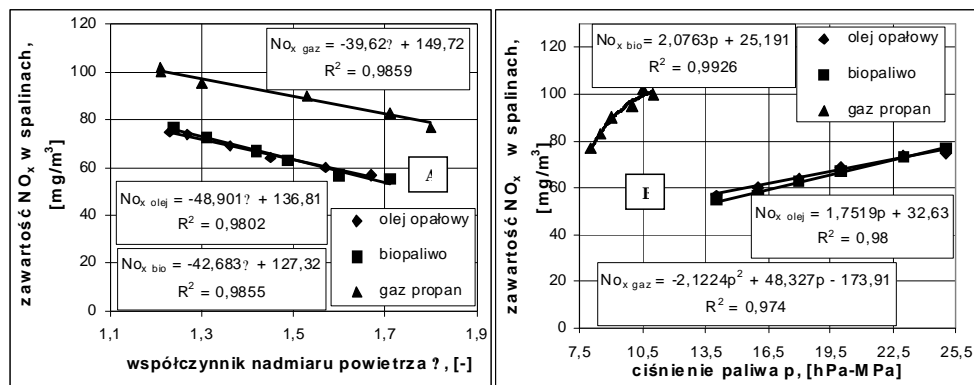 zawartość NOx w spalinach,
[mg/m³]
120
100
80
60
40
20
0
1,1
1,3
1,5
1,7
1,9
współczynnik nadmiaru powietrza ?, [-]
Nox gaz = -39,62? + 149,72
R² = 0,9859
A
Nox olej = -48,901? + 136,81
R² = 0,9802
Nox bio = -42,683? + 127,32
R² = 0,9855
olej opałowy
biopaliwo
gaz propan
zawartość NOx w spalinach,
[mg/m³]
120
100
80
60
40
20
0
7,5
10,5
13,5
16,5
19,5
22,5
25,5
ciśnienie paliwa p, [hPa-MPa]
Nox bio = 2,0763p + 25,191
R² = 0,9926
olej opałowy
biopaliwo
gaz propan
Nox olej = 1,7519p + 32,63
R² = 0,98
Nox gaz = -2,1224p² + 48,327p - 173,91
R² = 0,974